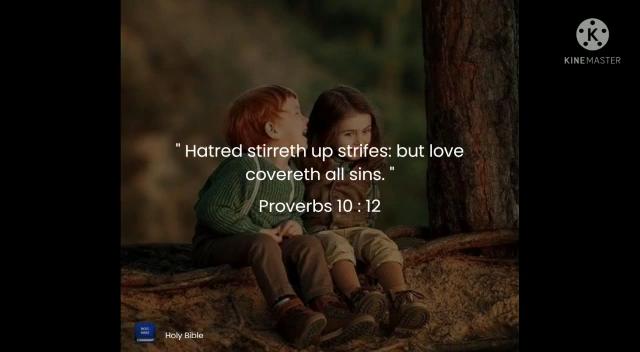 K
KINEMASTER
" Hatred stirreth up strifes: but love
covereth all sins. "
Proverbs 10 : 12
Holy Bible